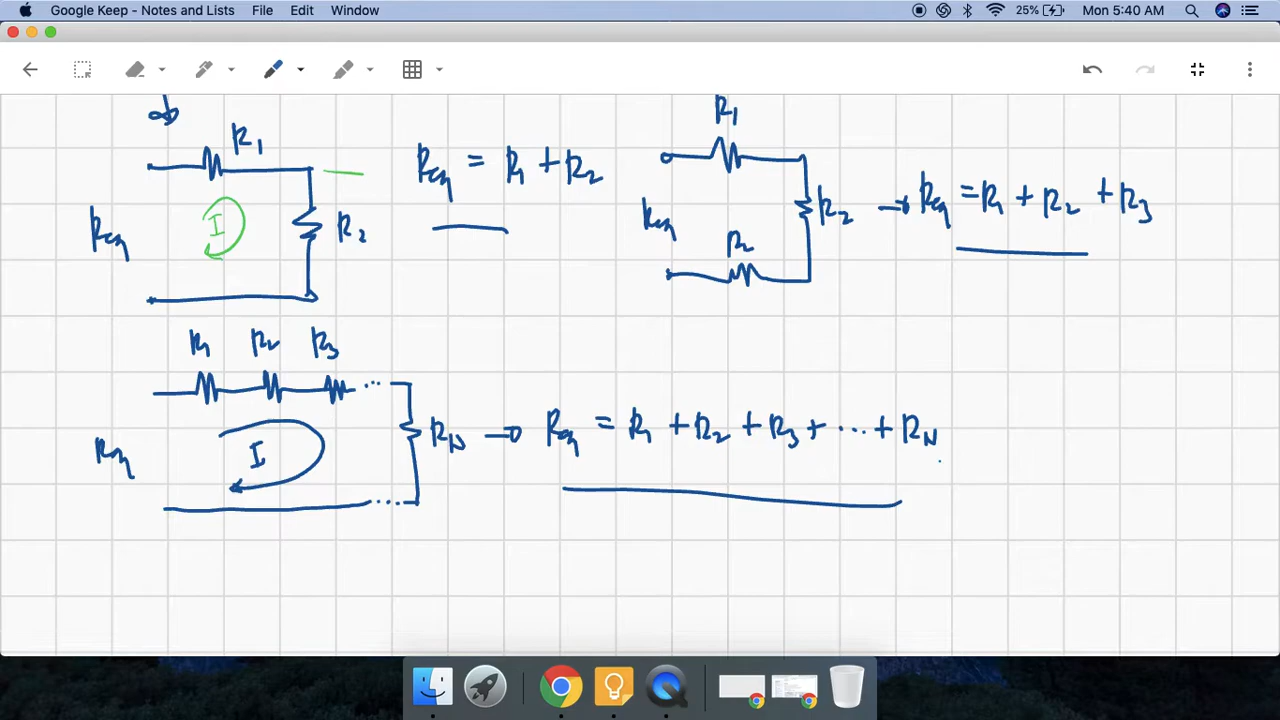 Google Keep - Notes and Lists File Edit Window 25% Mon 5:40 AM
R1
R1
Req = R1 + R2
R2
Req
I
R2
Req
R
→ Req = R1 + R2 + R3
R1 R2 R3 ...
Req
I
RN → Req = R1 + R2 + R3 + ... + RN
...